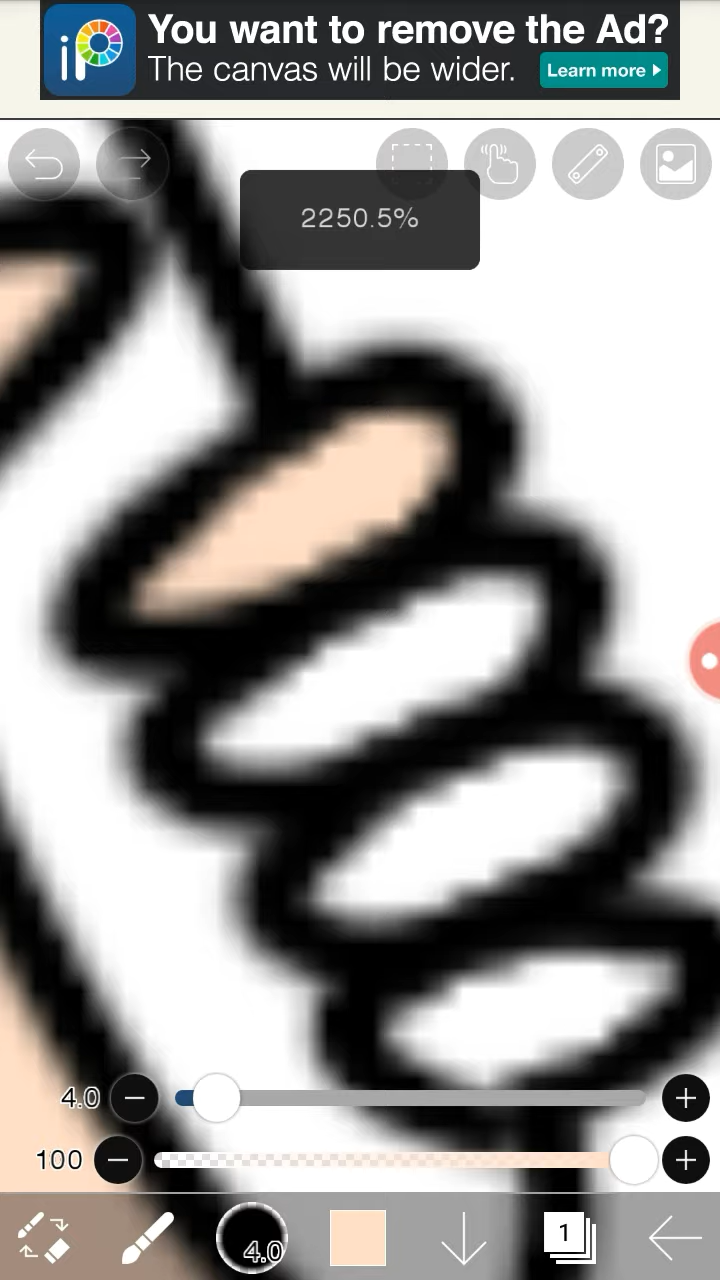 iP
You want to remove the Ad?
The canvas will be wider.
Learn more
2250.5%
4.0
100
4.0
1